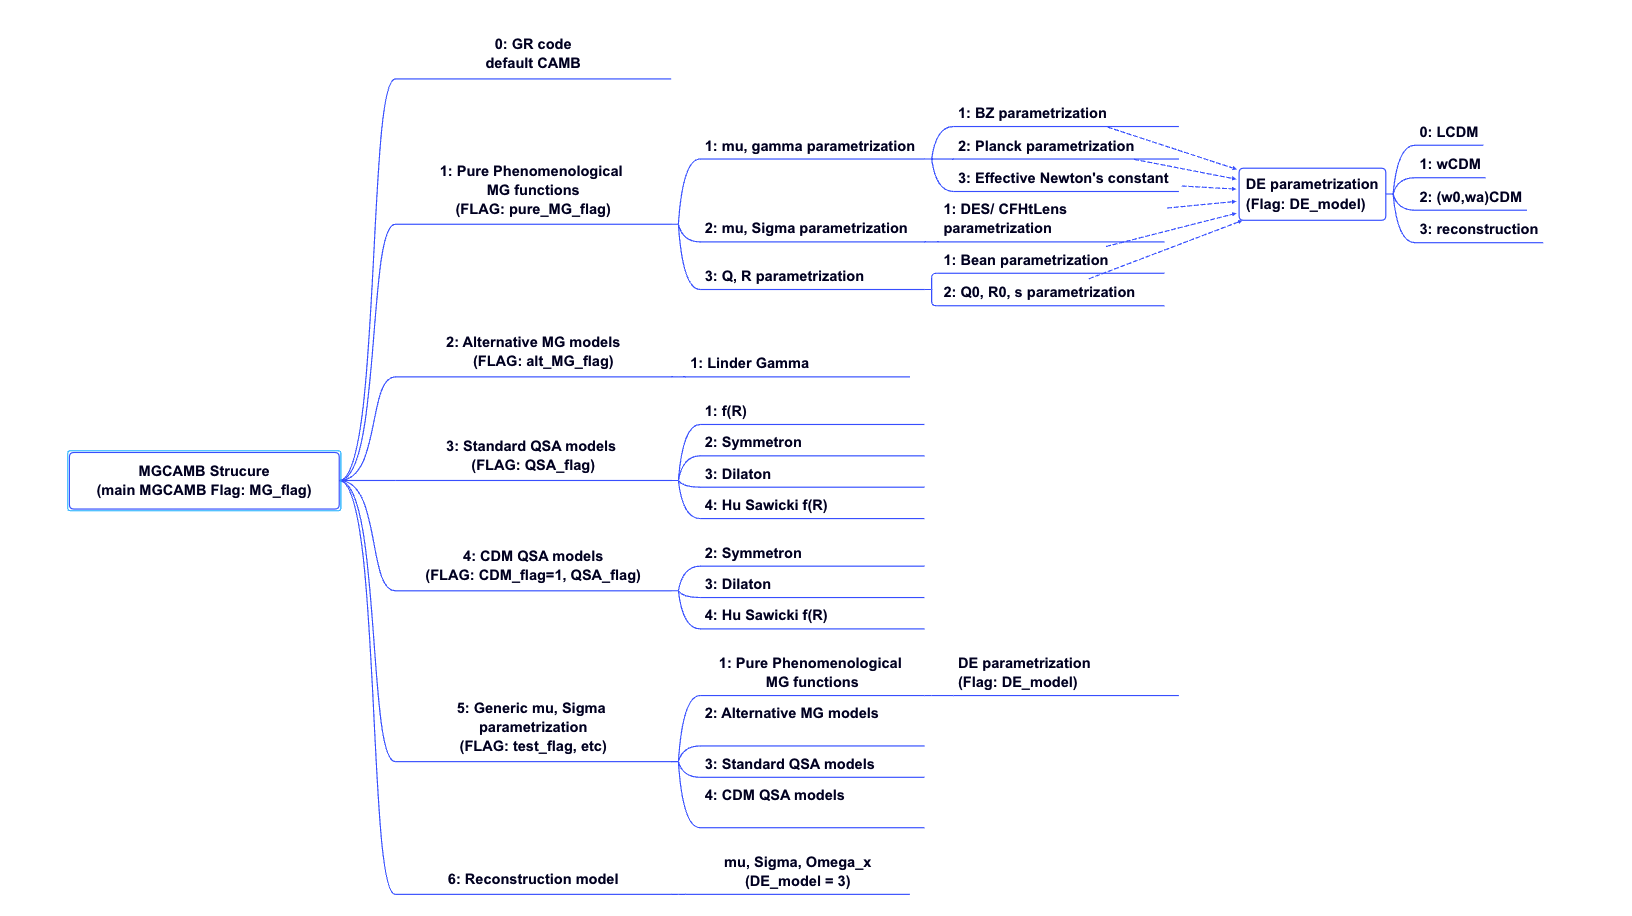 0: GR code
default CAMB
1: Pure Phenomenological
MG functions
(FLAG: pure_MG_flag)
1: mu, gamma parametrization
1: BZ parametrization
2: Planck parametrization
3: Effective Newton's constant
2: mu, Sigma parametrization
1: DES/ CFHtLens
parametrization
3: Q, R parametrization
1: Bean parametrization
2: Q0, R0, s parametrization
DE parametrization
(Flag: DE_model)
0: LCDM
1: wCDM
2: (w0,wa)CDM
3: reconstruction
2: Alternative MG models
(FLAG: alt_MG_flag)
1: Linder Gamma
MGCAMB Strucure
(main MGCAMB Flag: MG_flag)
3: Standard QSA models
(FLAG: QSA_flag)
1: f(R)
2: Symmetron
3: Dilaton
4: Hu Sawicki f(R)
4: CDM QSA models
(FLAG: CDM_flag=1, QSA_flag)
2: Symmetron
3: Dilaton
4: Hu Sawicki f(R)
5: Generic mu, Sigma
parametrization
(FLAG: test_flag, etc)
1: Pure Phenomenological
MG functions
DE parametrization
(Flag: DE_model)
2: Alternative MG models
3: Standard QSA models
4: CDM QSA models
6: Reconstruction model
mu, Sigma, Omega_x
(DE_model = 3)